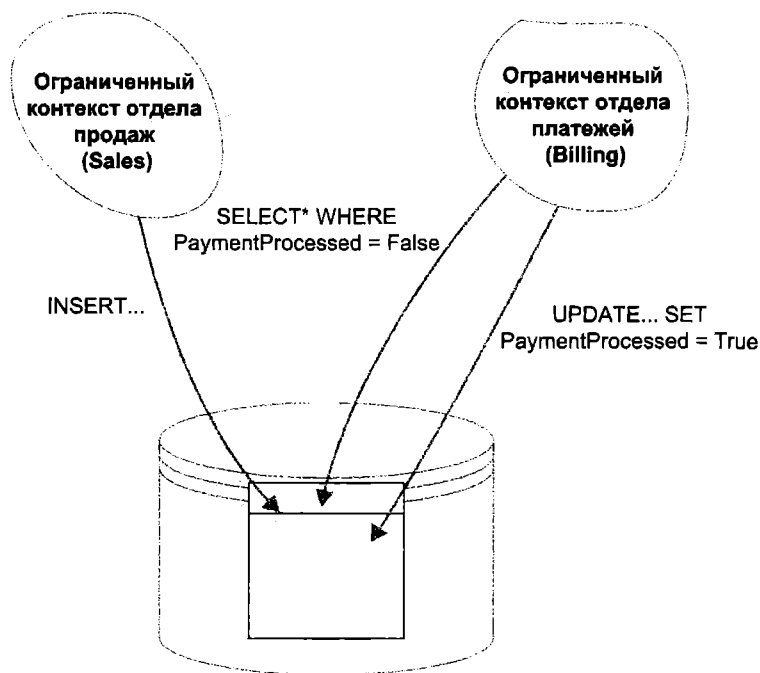 Ограниченный
контекст отдела
продаж
(Sales)
Ограниченный
контекст отдела
платежей
(Billing)
SELECT* WHERE
PaymentProcessed = False
INSERT...
UPDATE... SET
PaymentProcessed = True